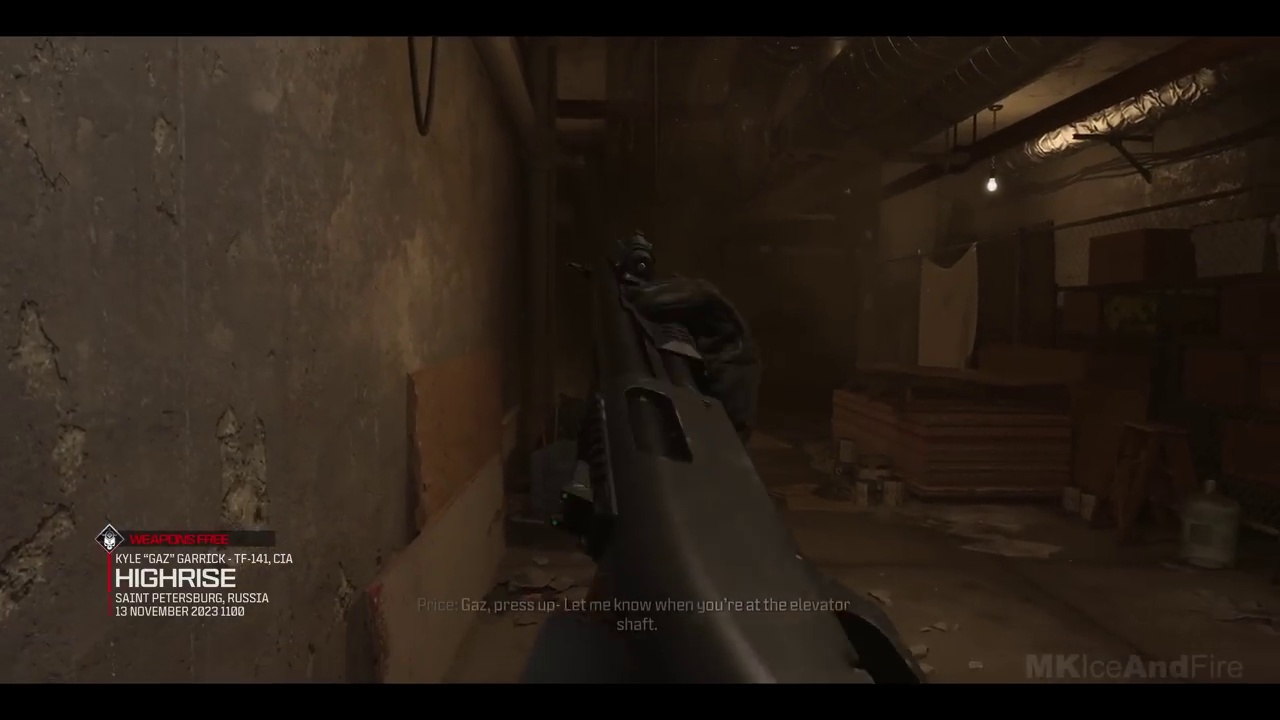 WEAPONS FREE
KYLE "GAZ" GARRICK - TF-141, CIA
HIGHRISE
SAINT PETERSBURG, RUSSIA
13 NOVEMBER 2023 1100
Price: Gaz, press up- Let me know when you're at the elevator
shaft.
MKIceAndFire